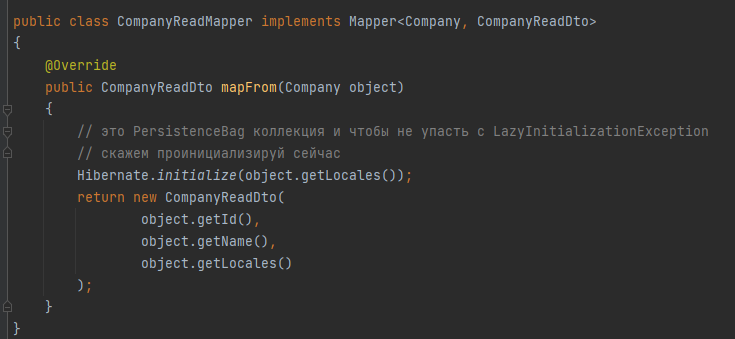 public class CompanyReadMapper implements Mapper<Company, CompanyReadDto>
{
    @Override
    public CompanyReadDto mapFrom(Company object)
    {
        // это PersistenceBag коллекция и чтобы не упасть с LazyInitializationException
        // скажем проинициализируй сейчас
        Hibernate.initialize(object.getLocales());
        return new CompanyReadDto(
                object.getId(),
                object.getName(),
                object.getLocales()
        );
    }
}